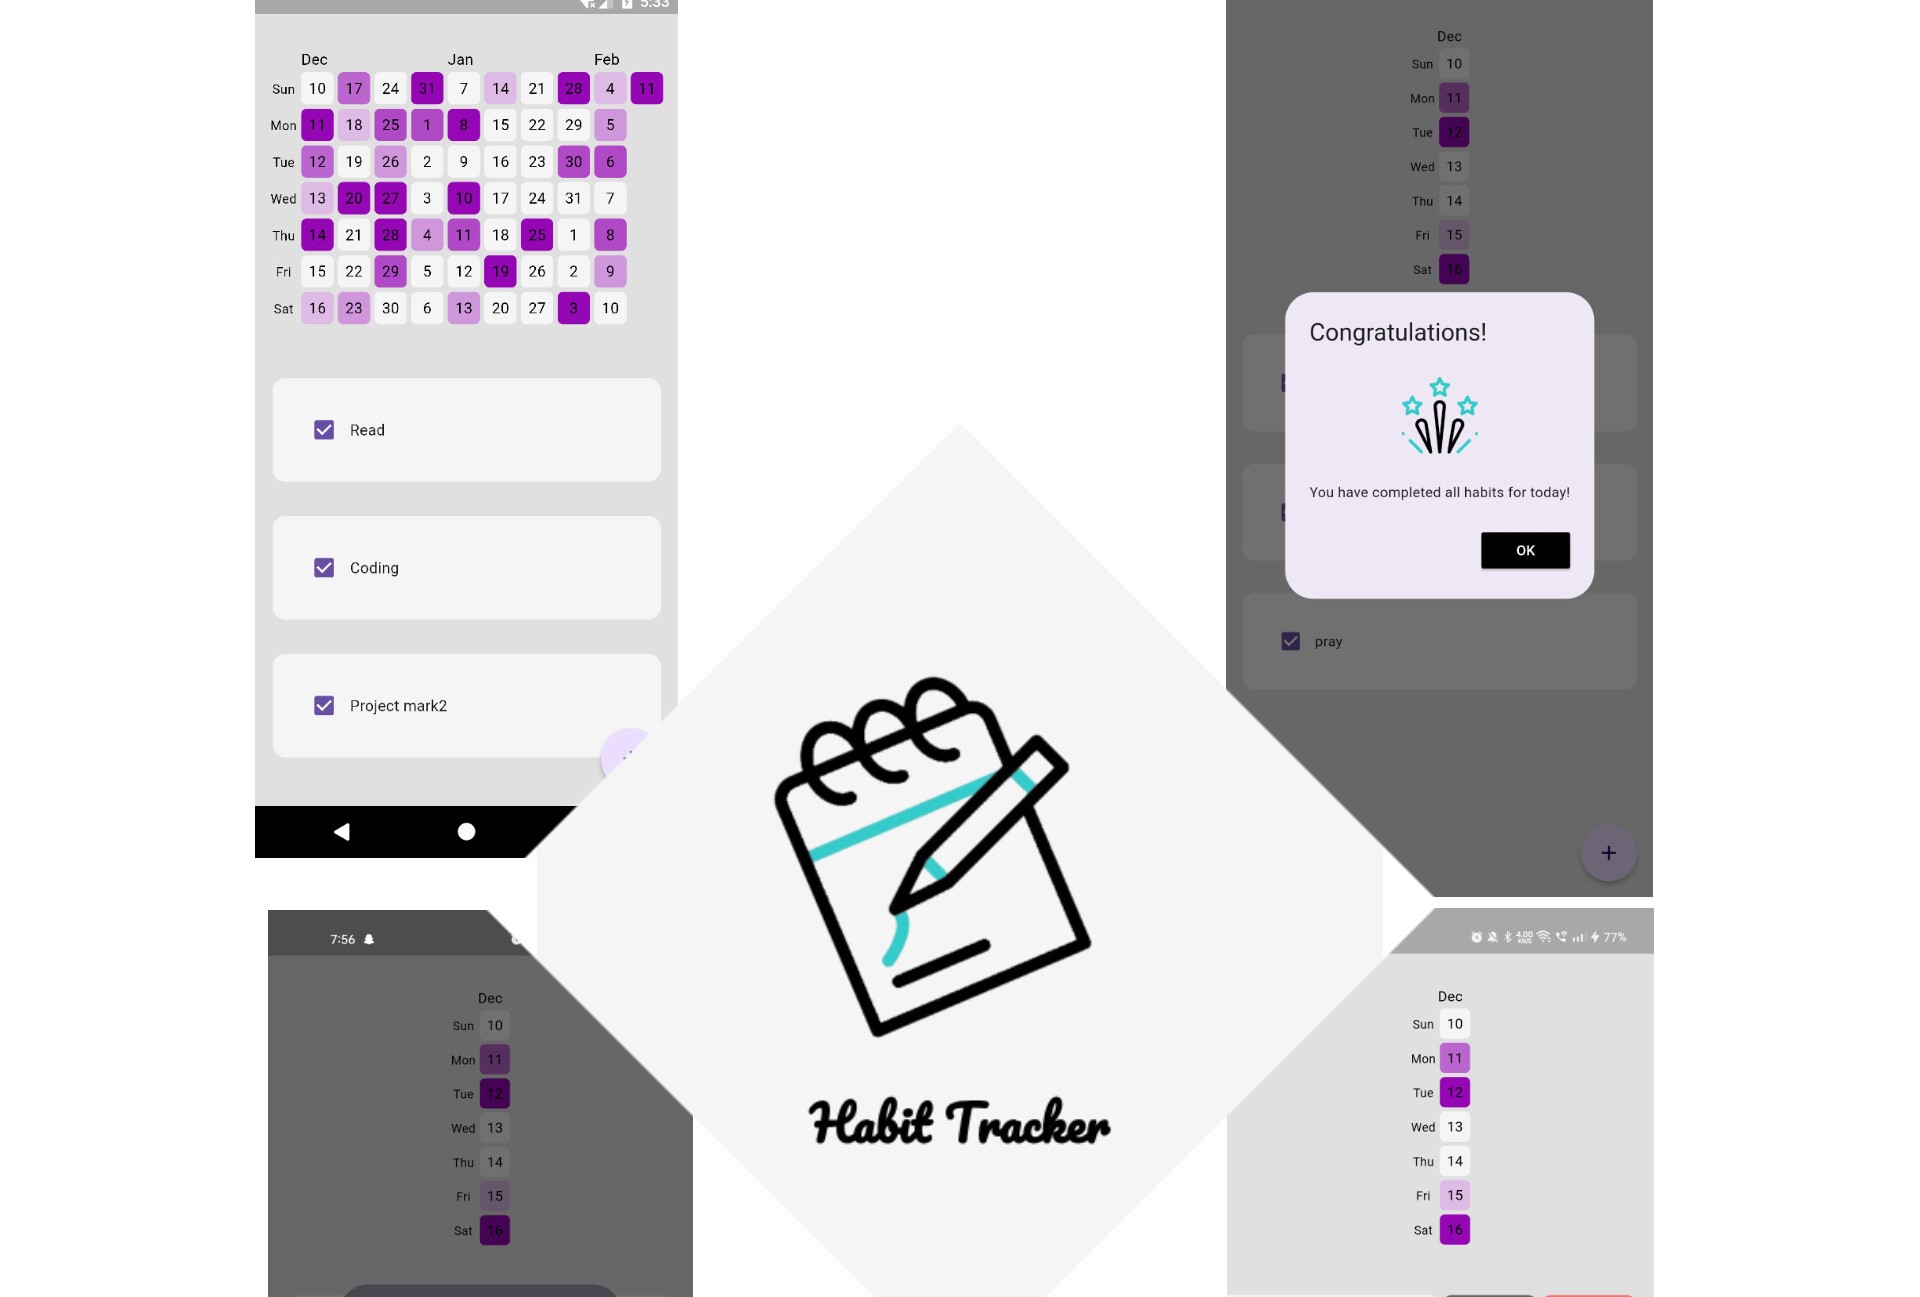 5:33
Dec Jan Feb
Sun 10 17 24 31 7 14 21 28 4 11
Mon 11 18 25 1 8 15 22 29 5
Tue 12 19 26 2 9 16 23 30 6
Wed 13 20 27 3 10 17 24 31 7
Thu 14 21 28 4 11 18 25 1 8
Fri 15 22 29 5 12 19 26 2 9
Sat 16 23 30 6 13 20 27 3 10
Read
Coding
Project mark2
Dec
Sun 10
Mon 11
Tue 12
Wed 13
Thu 14
Fri 15
Sat 16
Congratulations!
You have completed all habits for today!
OK
pray
+
Habit Tracker
7:56
Dec
Sun 10
Mon 11
Tue 12
Wed 13
Thu 14
Fri 15
Sat 16
4.00
KB/S
77%
Dec
Sun 10
Mon 11
Tue 12
Wed 13
Thu 14
Fri 15
Sat 16